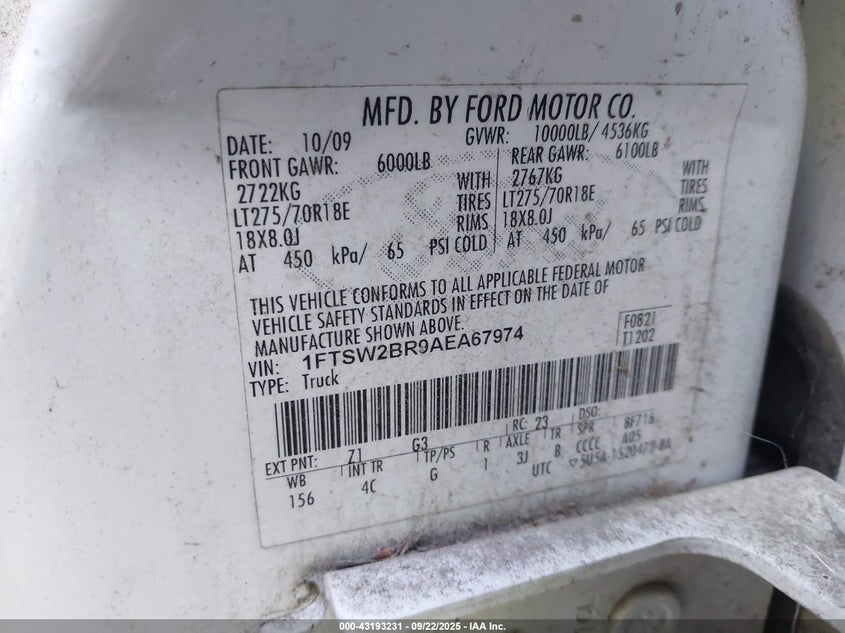 MFD. BY FORD MOTOR CO.
DATE: 10/09 GVWR: 10000LB/ 4536KG
FRONT GAWR: 6000LB REAR GAWR: 6100LB
2722KG WITH 2767KG WITH
LT275/70R18E TIRES LT275/70R18E TIRES
18X8.0J RIMS 18X8.0J RIMS
AT 450 kPa/ 65 PSI COLD AT 450 kPa/ 65 PSI COLD
THIS VEHICLE CONFORMS TO ALL APPLICABLE FEDERAL MOTOR
VEHICLE SAFETY STANDARDS IN EFFECT ON THE DATE OF
MANUFACTURE SHOWN ABOVE.
VIN: 1FTSW2BR9AEA67974 F0821
TYPE: Truck T1202
EXT PNT: Z1 G3 RC: 23 DSO:
WB INT TR TP/PS R AXLE TR SPR 8F716
156 4C G 1 3J B CCCC A05
UTC
000-43193231 - 09/22/2025 - IAA Inc.